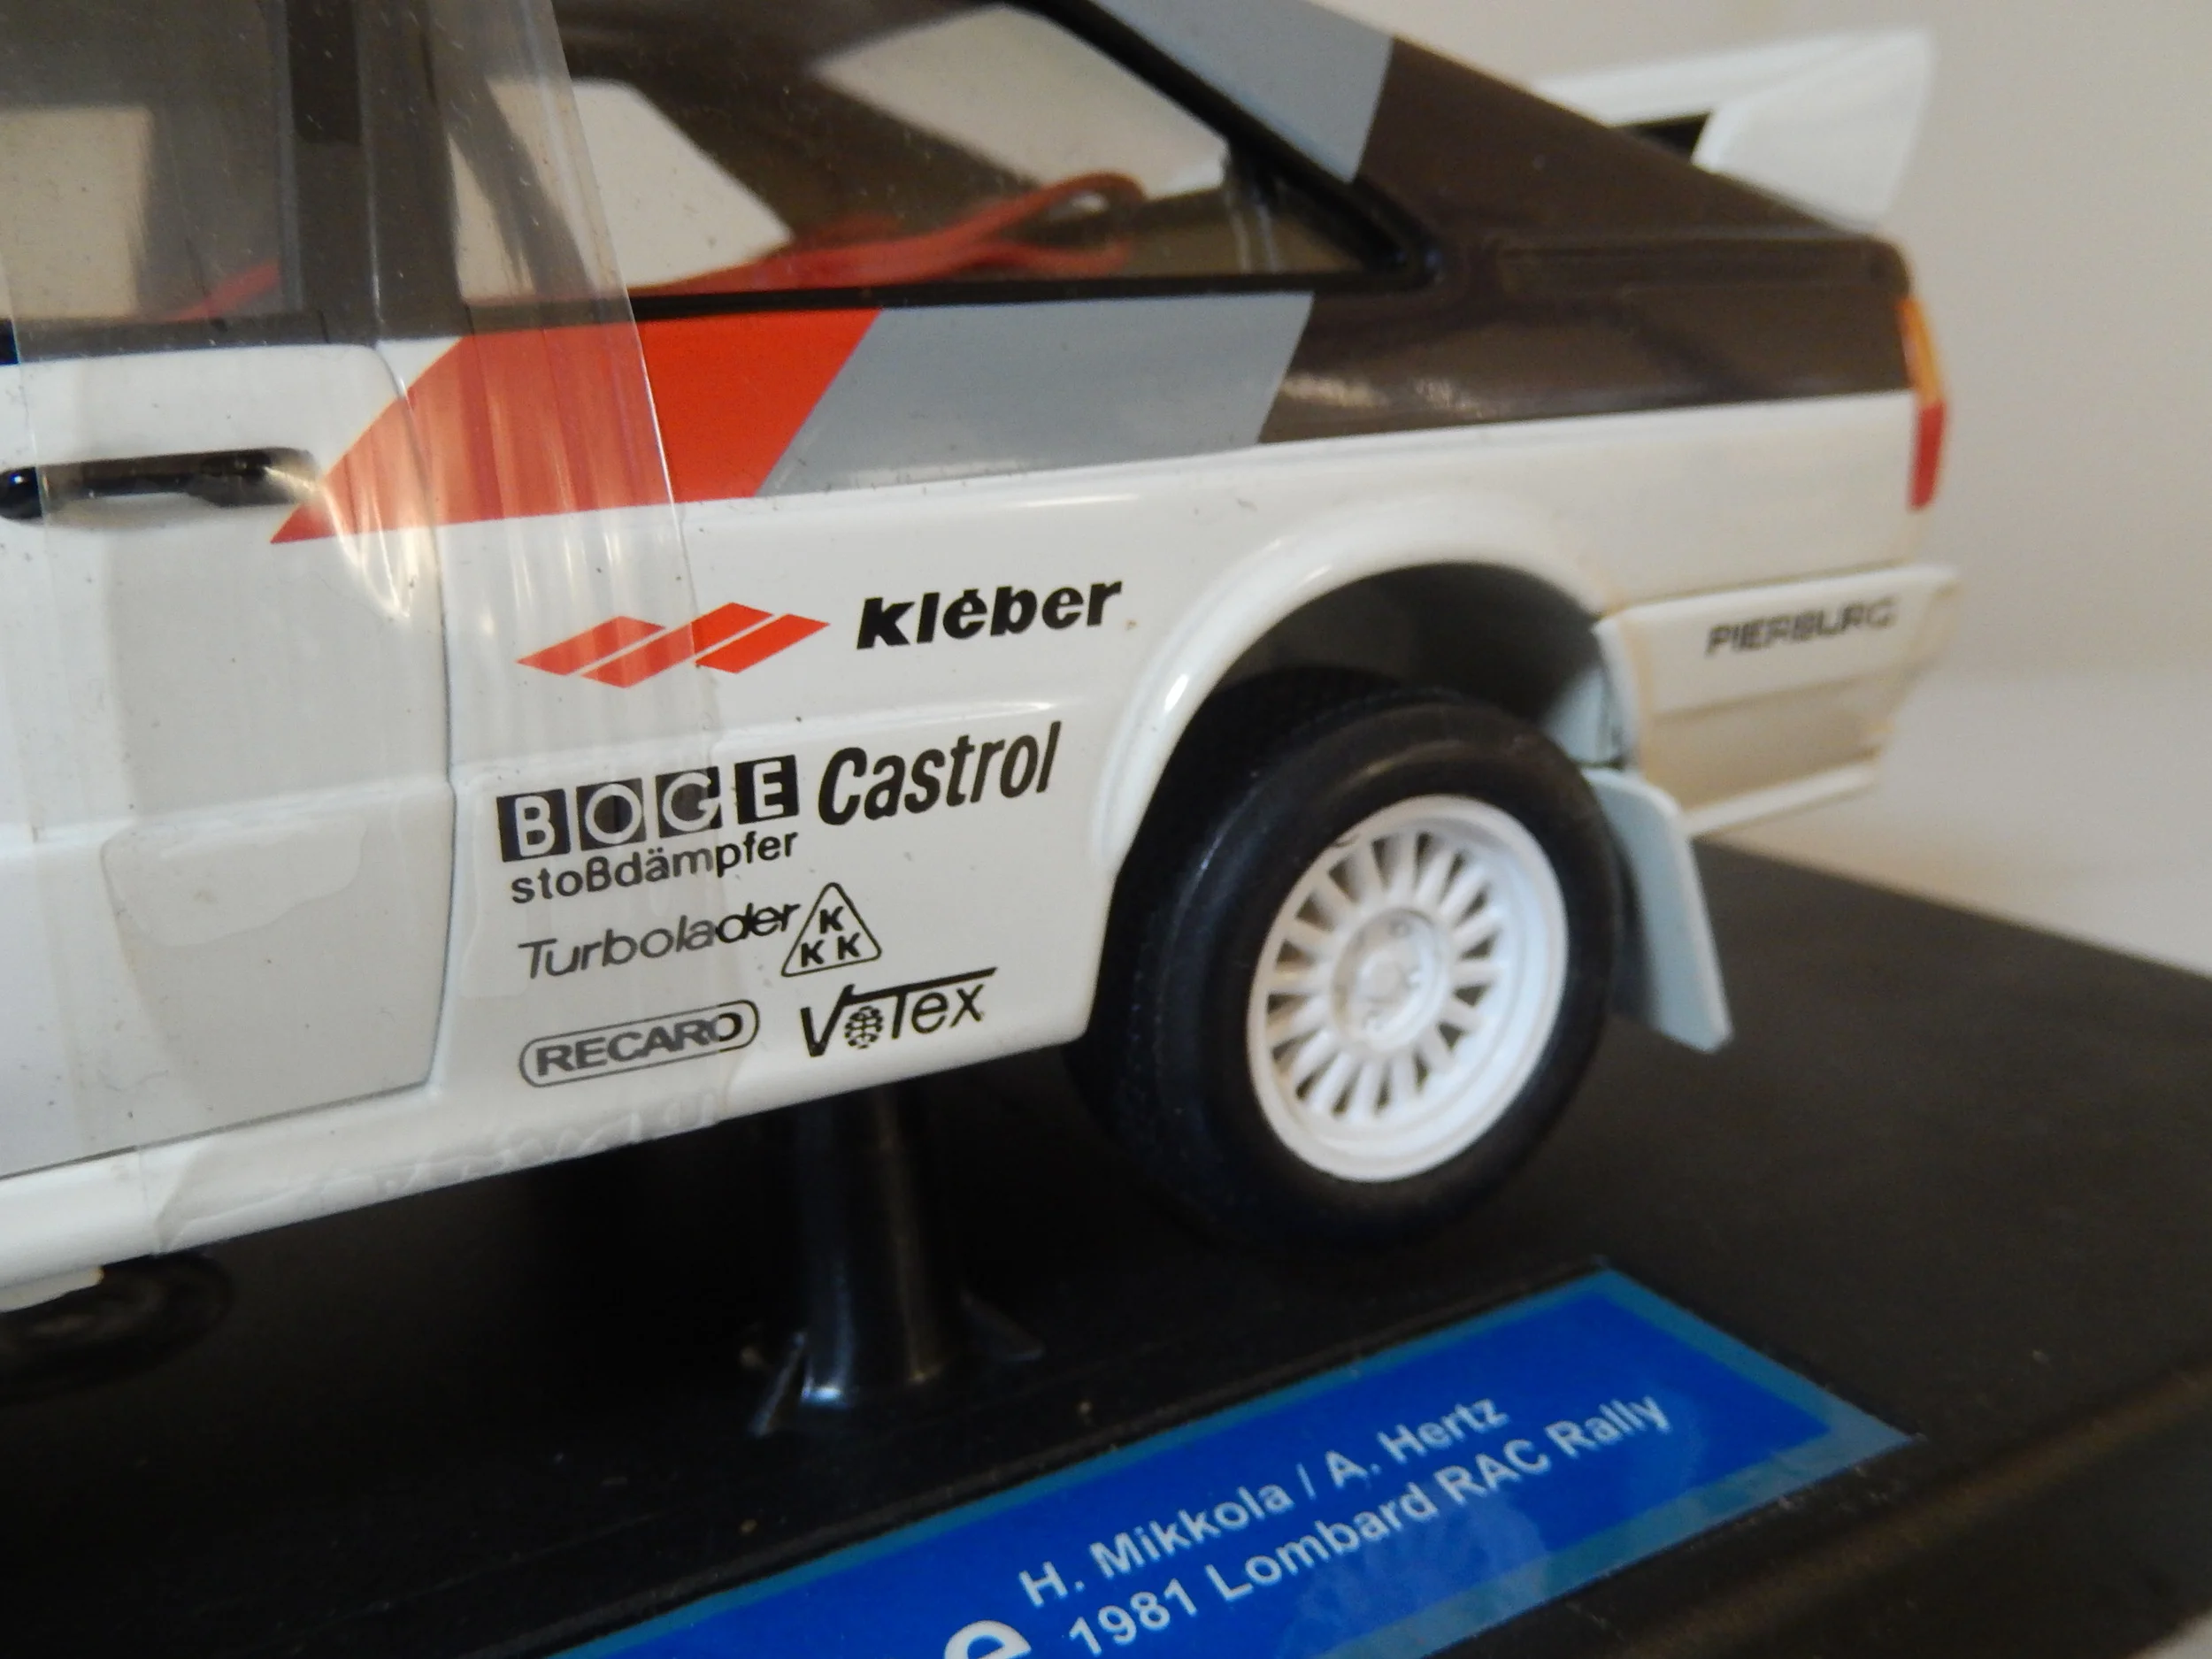 kléber
PIERBURG
BOGE Castrol
stoßdämpfer
Turbolader KKK
RECARO VOTEX
H. Mikkola / A. Hertz
1981 Lombard RAC Rally